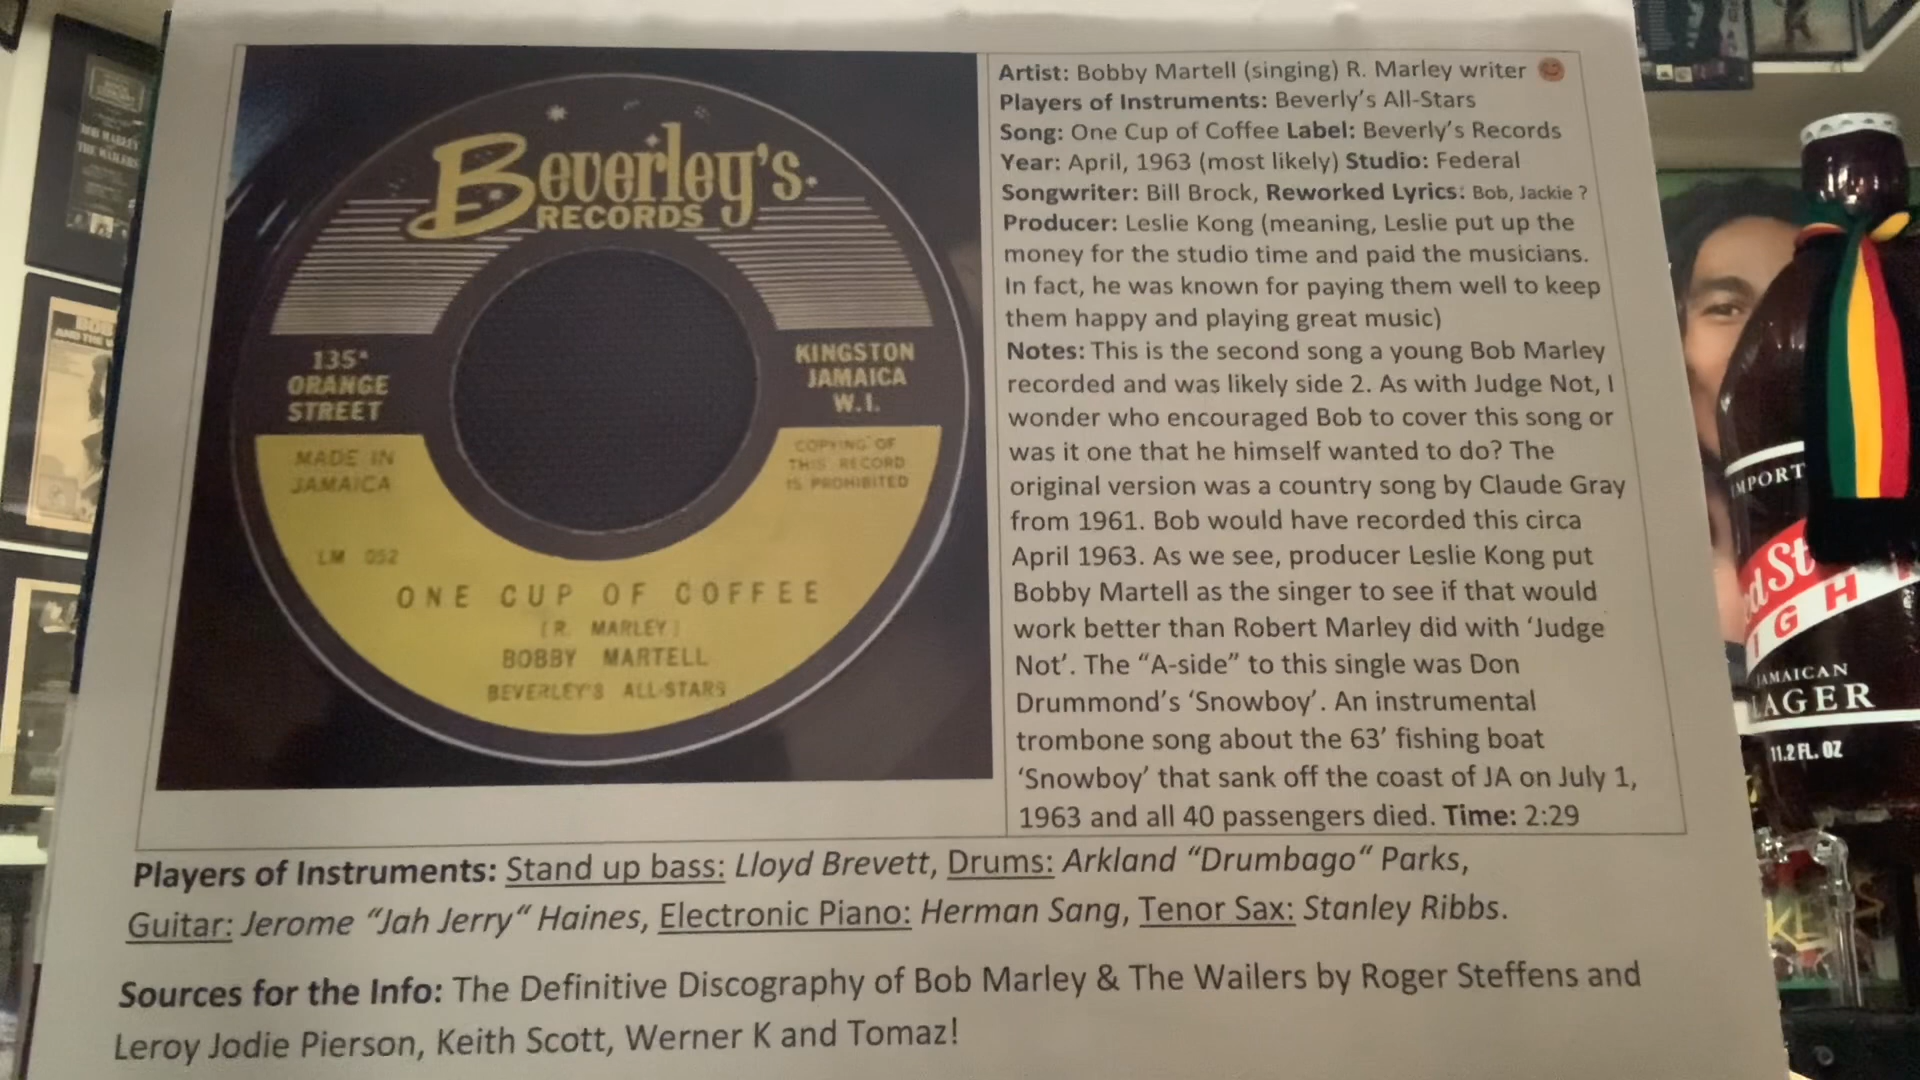 Beverley's
RECORDS
135A
ORANGE
STREET
KINGSTON
JAMAICA
W.I.
MADE IN
JAMAICA
COPYING OF
THIS RECORD
IS PROHIBITED
LM 052
ONE CUP OF COFFEE
(R. MARLEY)
BOBBY MARTELL
BEVERLEY'S ALL-STARS
Artist: Bobby Martell (singing) R. Marley writer
Players of Instruments: Beverly's All-Stars
Song: One Cup of Coffee Label: Beverly's Records
Year: April, 1963 (most likely) Studio: Federal
Songwriter: Bill Brock, Reworked Lyrics: Bob, Jackie ?
Producer: Leslie Kong (meaning, Leslie put up the
money for the studio time and paid the musicians.
In fact, he was known for paying them well to keep
them happy and playing great music)
Notes: This is the second song a young Bob Marley
recorded and was likely side 2. As with Judge Not, I
wonder who encouraged Bob to cover this song or
was it one that he himself wanted to do? The
original version was a country song by Claude Gray
from 1961. Bob would have recorded this circa
April 1963. As we see, producer Leslie Kong put
Bobby Martell as the singer to see if that would
work better than Robert Marley did with ‘Judge
Not’. The “A-side” to this single was Don
Drummond’s ‘Snowboy’. An instrumental
trombone song about the 63’ fishing boat
‘Snowboy’ that sank off the coast of JA on July 1,
1963 and all 40 passengers died. Time: 2:29
Players of Instruments: Stand up bass: Lloyd Brevett, Drums: Arkland “Drumbago“ Parks,
Guitar: Jerome “Jah Jerry“ Haines, Electronic Piano: Herman Sang, Tenor Sax: Stanley Ribbs.
Sources for the Info: The Definitive Discography of Bob Marley & The Wailers by Roger Steffens and
Leroy Jodie Pierson, Keith Scott, Werner K and Tomaz!
BOB MARLEY
THE WAILERS
IMPORT
JAMAICAN
LAGER
11.2 FL. OZ